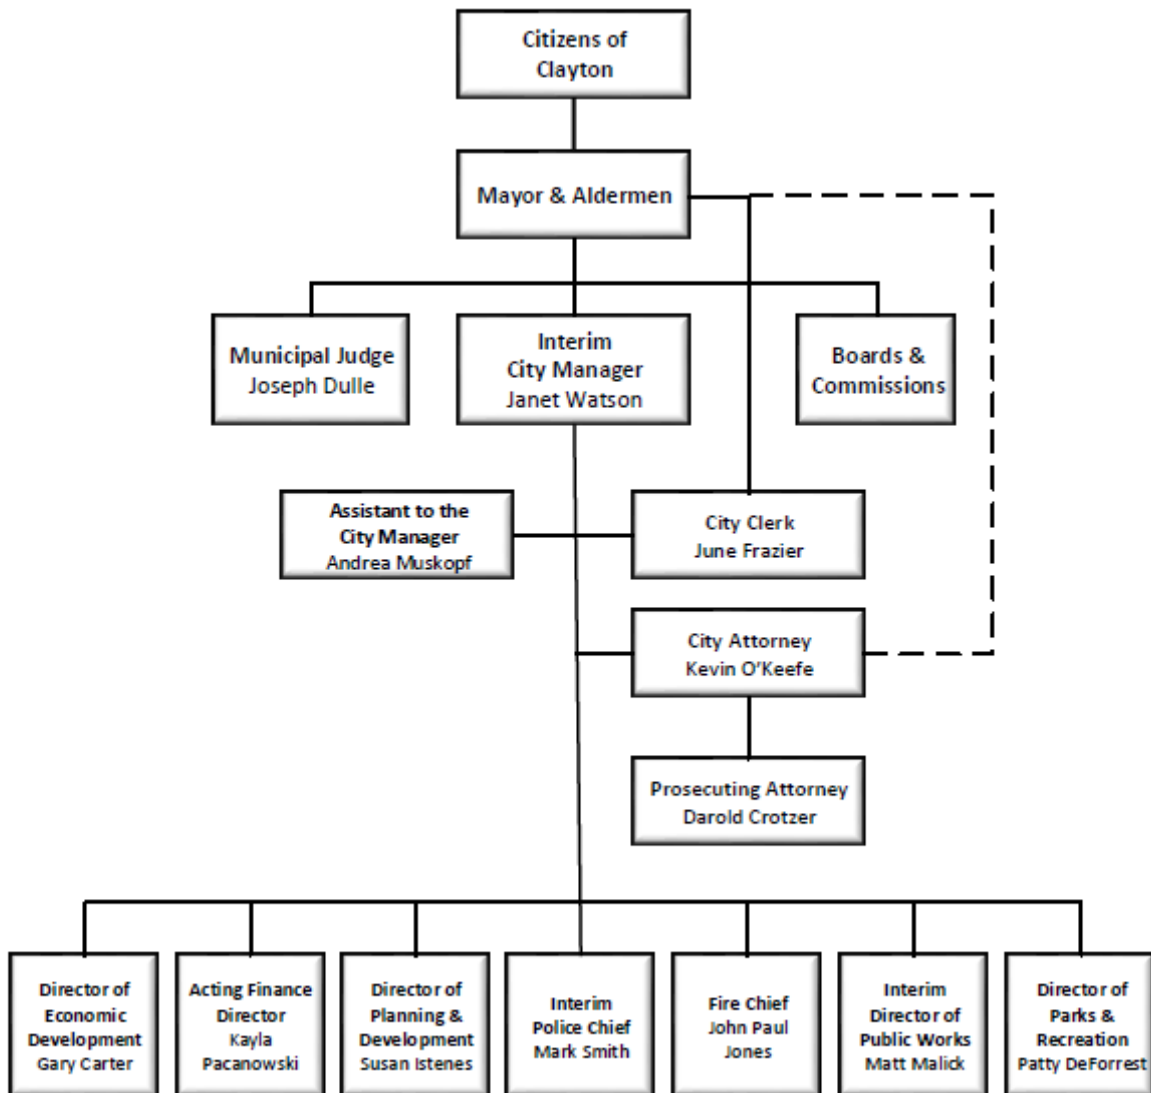 Citizens of
Clayton
Mayor & Aldermen
Municipal Judge
Joseph Dulle
Interim
City Manager
Janet Watson
Boards &
Commissions
Assistant to the
City Manager
Andrea Muskopf
City Clerk
June Frazier
City Attorney
Kevin O'Keefe
Prosecuting Attorney
Darold Crotzer
Director of
Economic
Development
Gary Carter
Acting Finance
Director
Kayla
Pacanowski
Director of
Planning &
Development
Susan Istenes
Interim
Police Chief
Mark Smith
Fire Chief
John Paul
Jones
Interim
Director of
Public Works
Matt Malick
Director of
Parks &
Recreation
Patty DeForrest